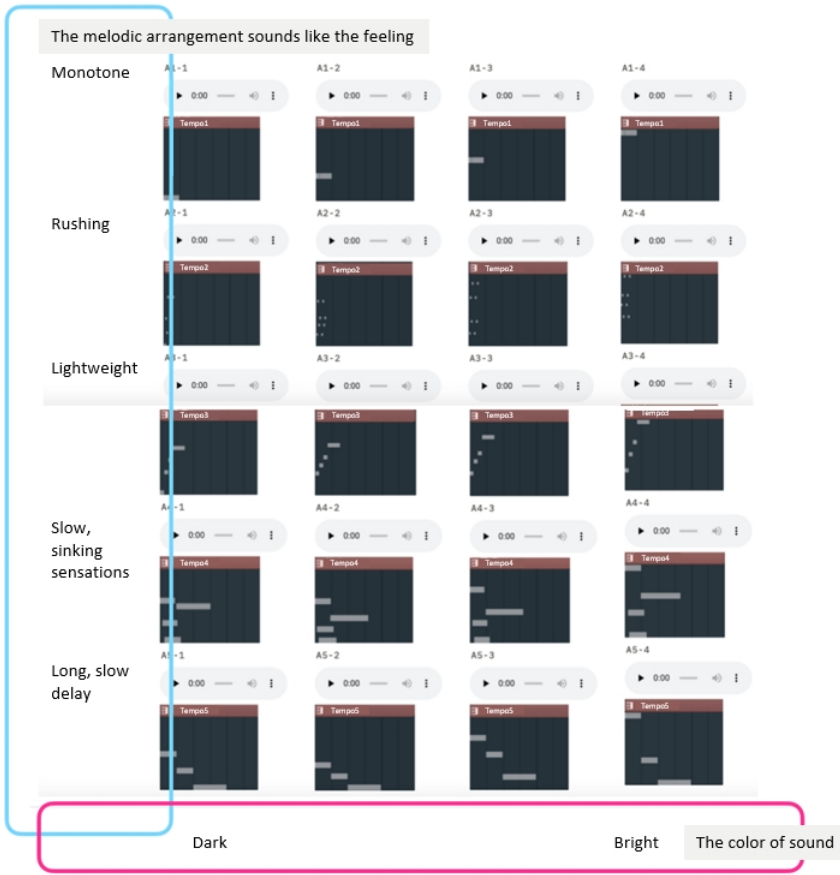 The melodic arrangement sounds like the feeling
Monotone
A1-1 A1-2 A1-3 A1-4
0:00 0:00 0:00 0:00
Tempo1 Tempo1 Tempo1 Tempo1
Rushing
A2-1 A2-2 A2-3 A2-4
0:00 0:00 0:00 0:00
Tempo2 Tempo2 Tempo2 Tempo2
Lightweight
A3-1 A3-2 A3-3 A3-4
0:00 0:00 0:00 0:00
Tempo3 Tempo3 Tempo3 Tempo3
A4-1 A4-2 A4-3 A4-4
Slow,
sinking
sensations
0:00 0:00 0:00 0:00
Tempo4 Tempo4 Tempo4 Tempo4
A5-1 A5-2 A5-3 A5-4
Long, slow
delay
0:00 0:00 0:00 0:00
Tempo5 Tempo5 Tempo5 Tempo5
Dark Bright The color of sound